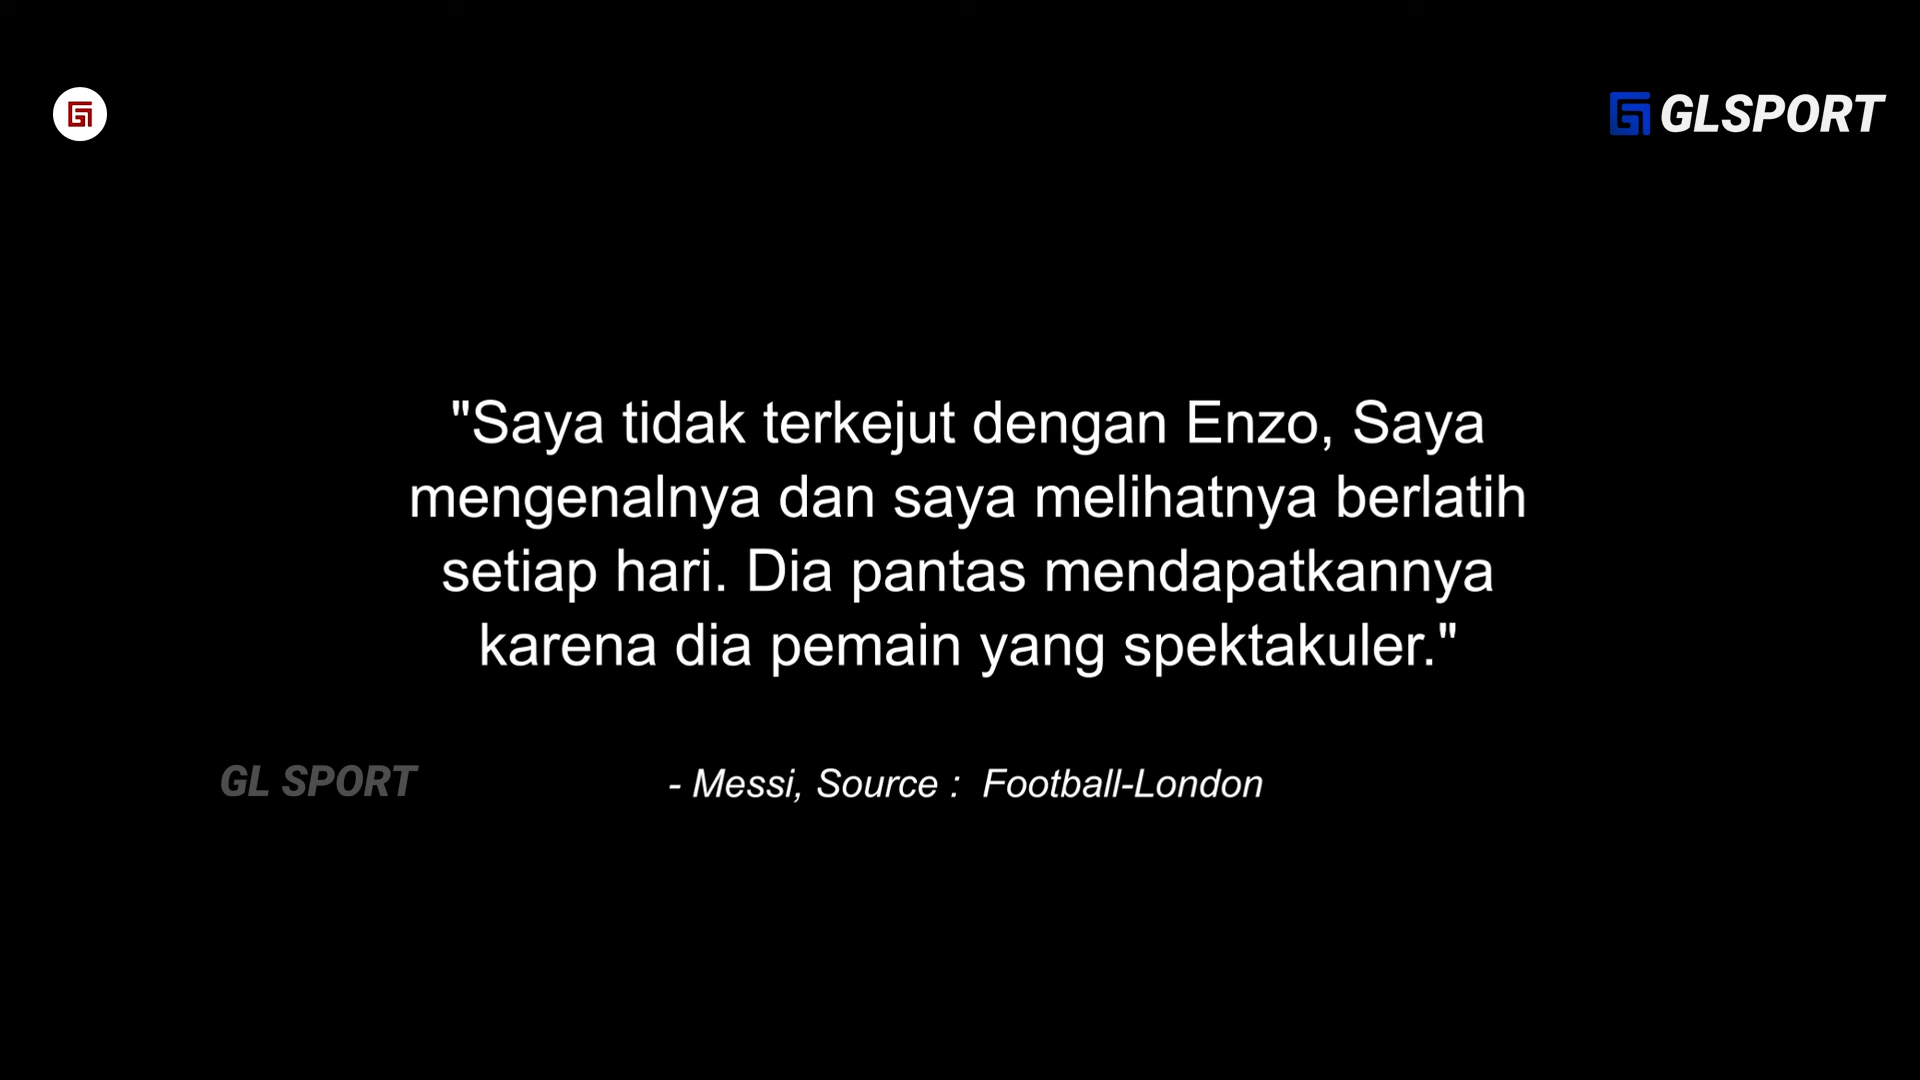 GLSPORT
"Saya tidak terkejut dengan Enzo, Saya
mengenalnya dan saya melihatnya berlatih
setiap hari. Dia pantas mendapatkannya
karena dia pemain yang spektakuler."
GL SPORT
- Messi, Source :  Football-London